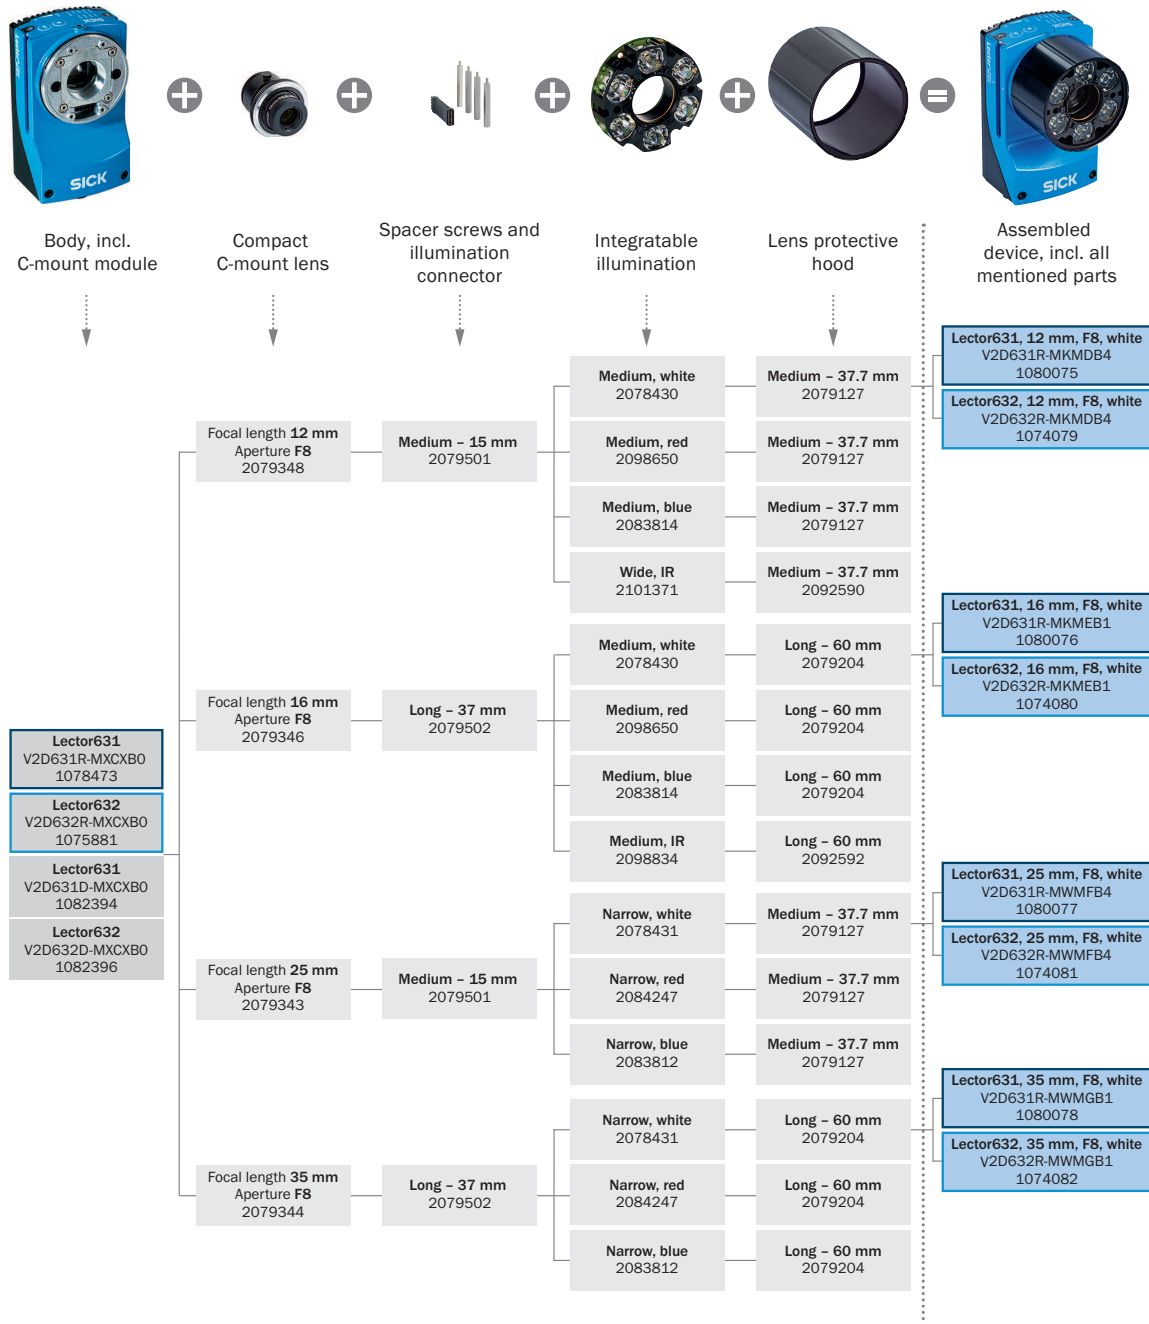 SICK
SICK
Body, incl.
C-mount module
Compact
C-mount lens
Spacer screws and
illumination
connector
Integratable
illumination
Lens protective
hood
Assembled
device, incl. all
mentioned parts
Lector631
V2D631R-MXCXB0
1078473
Lector632
V2D632R-MXCXB0
1075881
Lector631
V2D631D-MXCXB0
1082394
Lector632
V2D632D-MXCXB0
1082396
Focal length 12 mm
Aperture F8
2079348
Medium – 15 mm
2079501
Medium, white
2078430
Medium – 37.7 mm
2079127
Medium, red
2098650
Medium – 37.7 mm
2079127
Medium, blue
2083814
Medium – 37.7 mm
2079127
Wide, IR
2101371
Medium – 37.7 mm
2092590
Lector631, 12 mm, F8, white
V2D631R-MKMDB4
1080075
Lector632, 12 mm, F8, white
V2D632R-MKMDB4
1074079
Focal length 16 mm
Aperture F8
2079346
Long – 37 mm
2079502
Medium, white
2078430
Long – 60 mm
2079204
Medium, red
2098650
Long – 60 mm
2079204
Medium, blue
2083814
Long – 60 mm
2079204
Medium, IR
2098834
Long – 60 mm
2092592
Lector631, 16 mm, F8, white
V2D631R-MKMEB1
1080076
Lector632, 16 mm, F8, white
V2D632R-MKMEB1
1074080
Focal length 25 mm
Aperture F8
2079343
Medium – 15 mm
2079501
Narrow, white
2078431
Medium – 37.7 mm
2079127
Narrow, red
2084247
Medium – 37.7 mm
2079127
Narrow, blue
2083812
Medium – 37.7 mm
2079127
Lector631, 25 mm, F8, white
V2D631R-MWMFB4
1080077
Lector632, 25 mm, F8, white
V2D632R-MWMFB4
1074081
Focal length 35 mm
Aperture F8
2079344
Long – 37 mm
2079502
Narrow, white
2078431
Long – 60 mm
2079204
Narrow, red
2084247
Long – 60 mm
2079204
Narrow, blue
2083812
Long – 60 mm
2079204
Lector631, 35 mm, F8, white
V2D631R-MWMGB1
1080078
Lector632, 35 mm, F8, white
V2D632R-MWMGB1
1074082